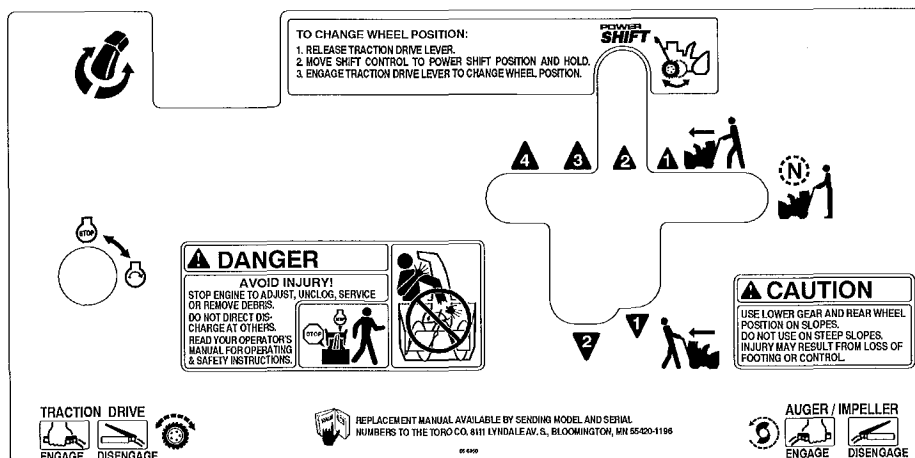 TO CHANGE WHEEL POSITION:
1. RELEASE TRACTION DRIVE LEVER.
2. MOVE SHIFT CONTROL TO POWER SHIFT POSITION AND HOLD.
3. ENGAGE TRACTION DRIVE LEVER TO CHANGE WHEEL POSITION.
POWER
SHIFT
4 3 2 1
N
STOP
DANGER
AVOID INJURY!
STOP ENGINE TO ADJUST, UNCLOG, SERVICE
OR REMOVE DEBRIS.
DO NOT DIRECT DIS-
CHARGE AT OTHERS.
READ YOUR OPERATOR'S
MANUAL FOR OPERATING
& SAFETY INSTRUCTIONS.
STOP
STOP
2 1
CAUTION
USE LOWER GEAR AND REAR WHEEL
POSITION ON SLOPES.
DO NOT USE ON STEEP SLOPES.
INJURY MAY RESULT FROM LOSS OF
FOOTING OR CONTROL.
TRACTION DRIVE
ENGAGE DISENGAGE
REPLACEMENT MANUAL AVAILABLE BY SENDING MODEL AND SERIAL
NUMBERS TO THE TORO CO. 8111 LYNDALE AV. S., BLOOMINGTON, MN 55420-1196
AUGER / IMPELLER
ENGAGE DISENGAGE